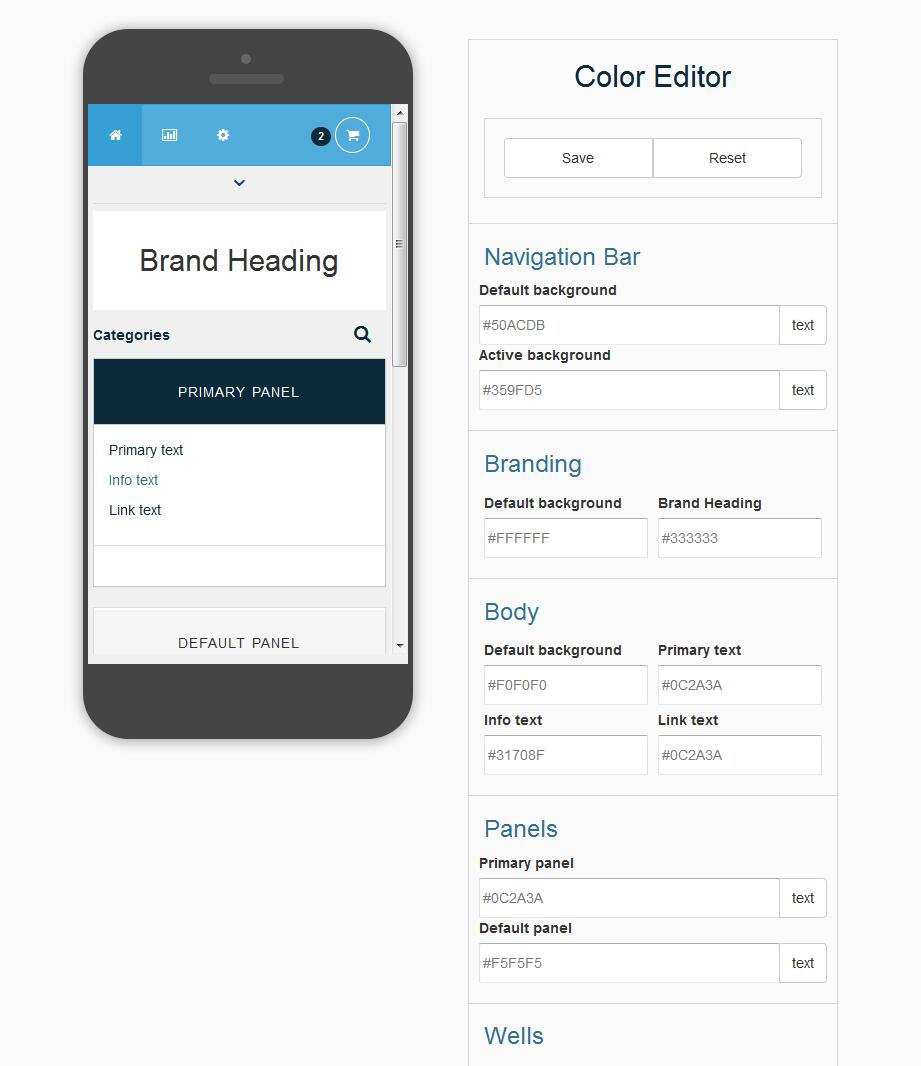 2
Brand Heading
Categories
PRIMARY PANEL
Primary text
Info text
Link text
DEFAULT PANEL
Color Editor
Save Reset
Navigation Bar
Default background
#50ACDB text
Active background
#359FD5 text
Branding
Default background Brand Heading
#FFFFFF #333333
Body
Default background Primary text
#F0F0F0 #0C2A3A
Info text Link text
#31708F #0C2A3A
Panels
Primary panel
#0C2A3A text
Default panel
#F5F5F5 text
Wells